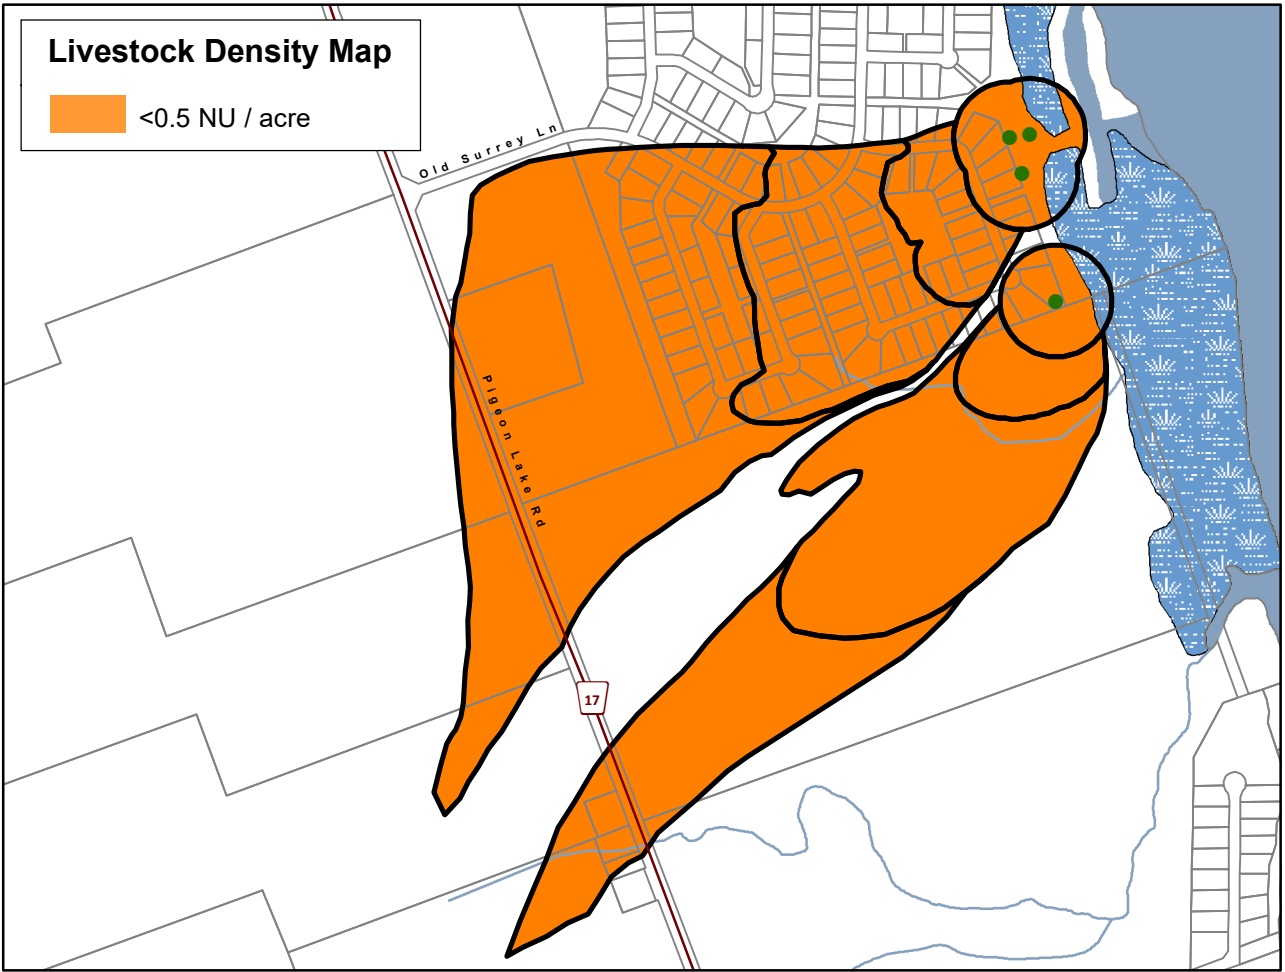 Livestock Density Map
<0.5 NU / acre
Old Surrey Ln
Pigeon Lake Rd
17